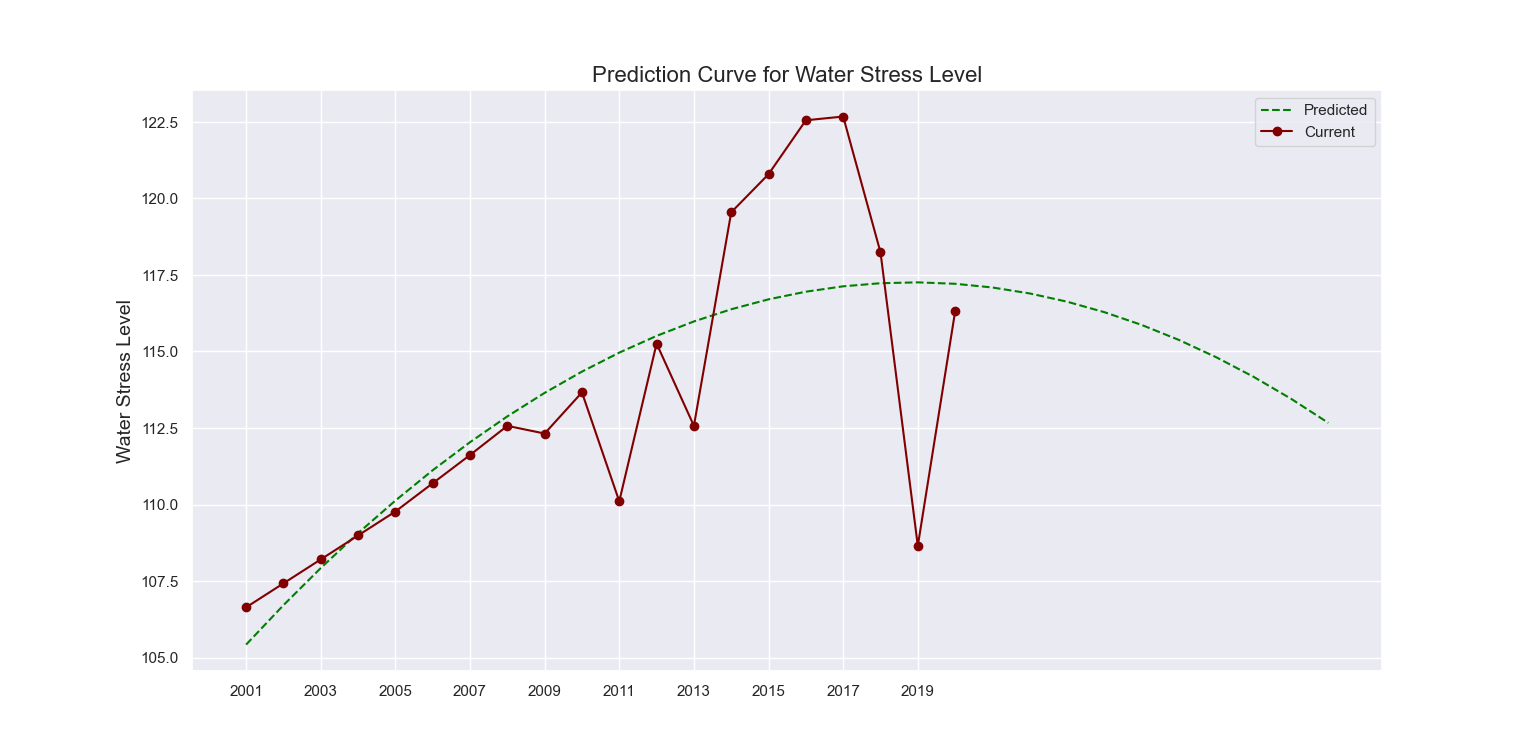 Prediction Curve for Water Stress Level
Predicted
Current
Water Stress Level
122.5
120.0
117.5
115.0
112.5
110.0
107.5
105.0
2001 2003 2005 2007 2009 2011 2013 2015 2017 2019